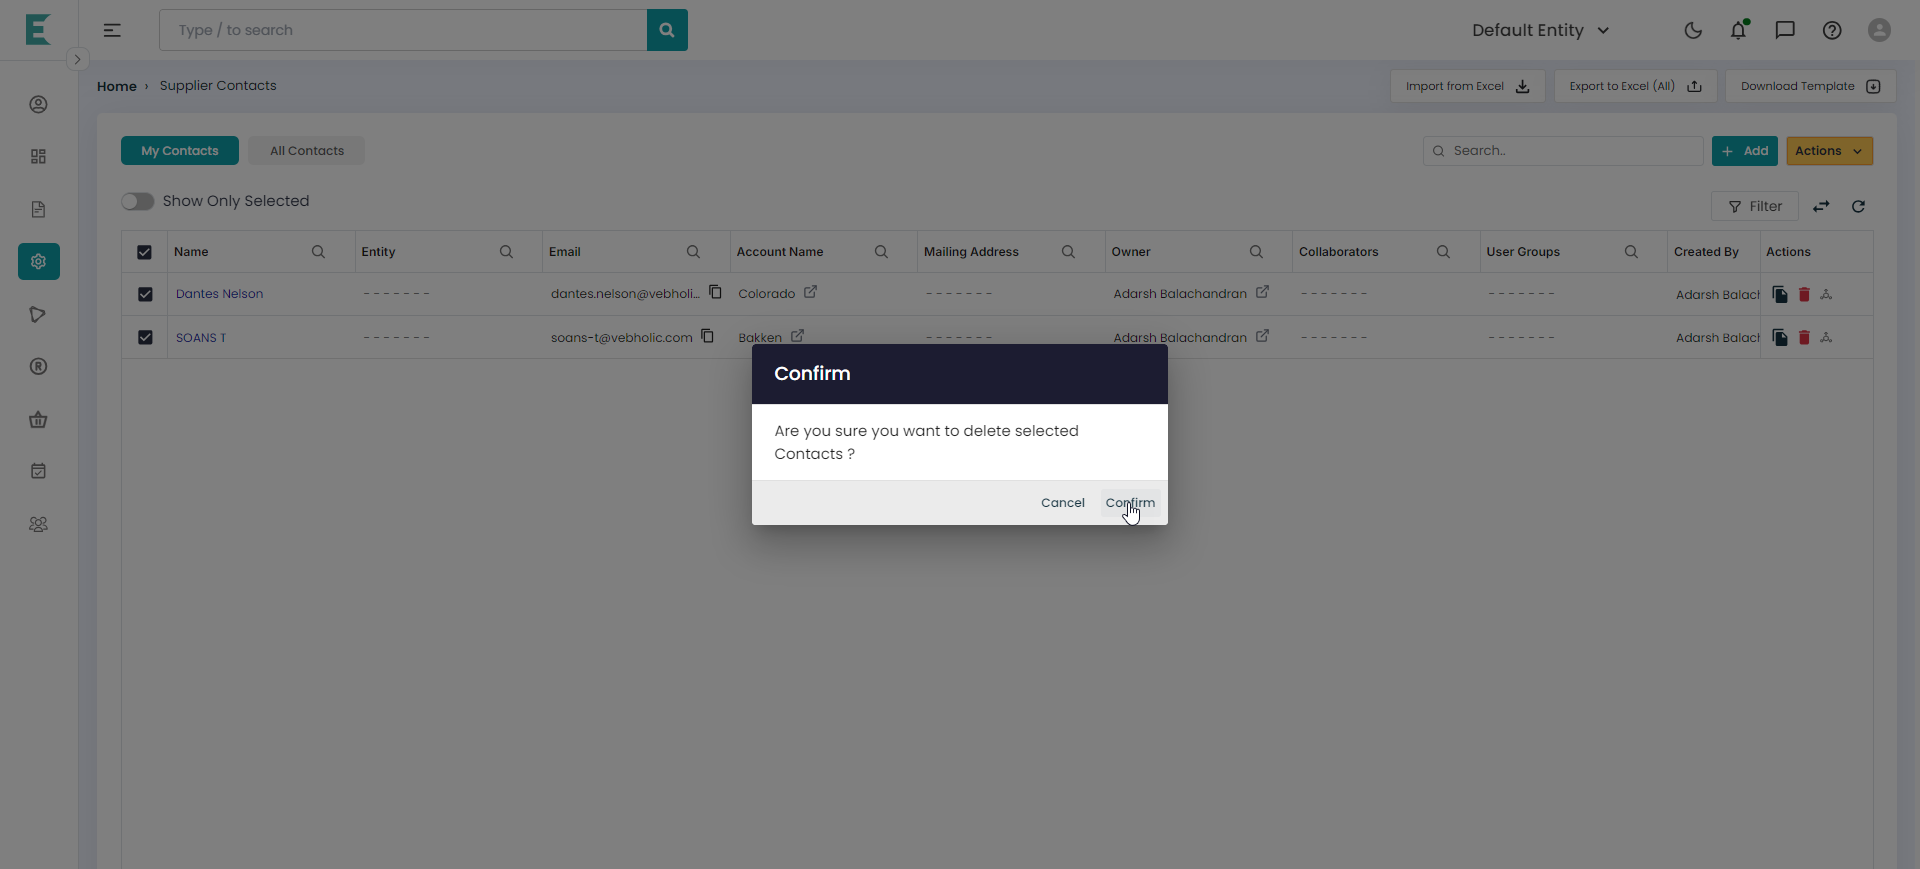 Type / to search
Default Entity
Home › Supplier Contacts
Import from Excel
Export to Excel (All)
Download Template
My Contacts
All Contacts
Search..
+ Add
Actions
Show Only Selected
Filter
Name Entity Email Account Name Mailing Address Owner Collaborators User Groups Created By Actions
Dantes Nelson - - - - - - - dantes.nelson@vebholi... Colorado - - - - - - - Adarsh Balachandran - - - - - - - - - - - - - - Adarsh Balach
SOANS T - - - - - - - soans-t@vebholic.com Bakken - - - - - - - Adarsh Balachandran - - - - - - - - - - - - - - Adarsh Balach
Confirm
Are you sure you want to delete selected
Contacts ?
Cancel
Confirm